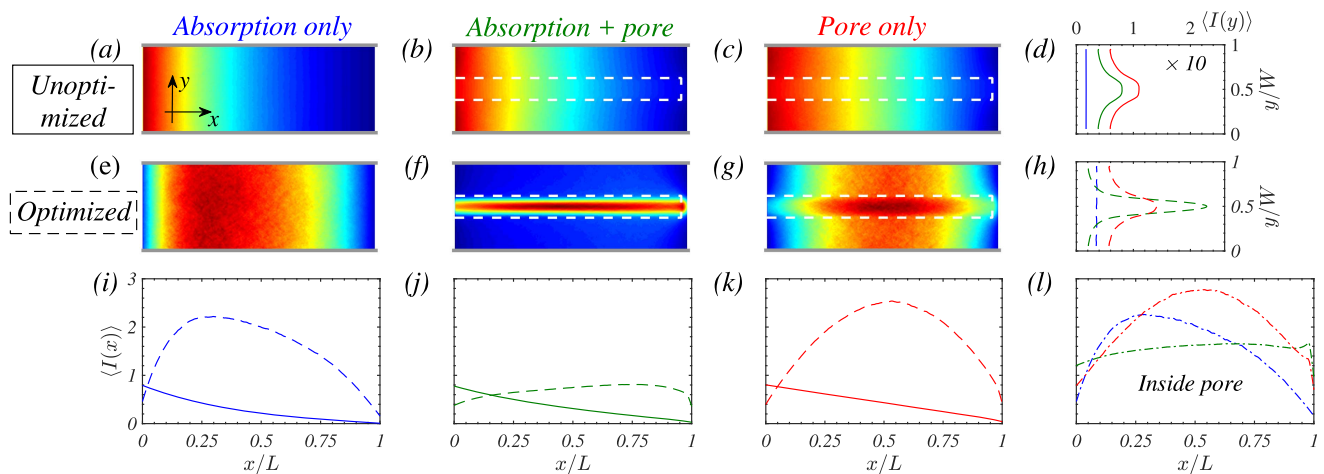 Absorption only
Absorption + pore
Pore only
⟨I(y)⟩
0 1 2
(a)
(b)
(c)
(d)
× 10
1
0.5
0
y/W
Unopti-
mized
y
x
(e)
(f)
(g)
(h)
1
0.5
0
y/W
Optimized
(i)
(j)
(k)
(l)
3
2
1
0
⟨I(x)⟩
Inside pore
0 0.25 0.5 0.75 1
0 0.25 0.5 0.75 1
0 0.25 0.5 0.75 1
0 0.25 0.5 0.75 1
x/L
x/L
x/L
x/L